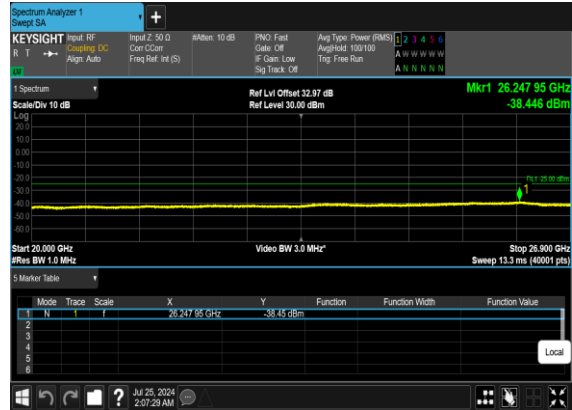 Spectrum Analyzer 1
Swept SA
+
KEYSIGHT Input: RF Input Z: 50 Ω #Atten: 10 dB PNO: Fast Avg Type: Power (RMS) 1 2 3 4 5 6
R T Coupling: DC Corr CCorr Gate: Off Avg|Hold: 100/100 A W W W W W
Align: Auto Freq Ref: Int (S) IF Gain: Low Trig: Free Run
Sig Track: Off A N N N N N
1 Spectrum Ref Lvl Offset 32.97 dB Mkr1 26.247 95 GHz
Scale/Div 10 dB Ref Level 30.00 dBm -38.446 dBm
Log
20.0
10.0
0.00
-10.0
-20.0
-30.0
-40.0
-50.0
-60.0
DL1 -25.00 dBm
1
Start 20.000 GHz Video BW 3.0 MHz* Stop 26.900 GHz
#Res BW 1.0 MHz Sweep 13.3 ms (40001 pts)
5 Marker Table
Mode Trace Scale X Y Function Function Width Function Value
1 N 1 f 26.247 95 GHz -38.45 dBm
2
3
4
5
6
Local
? Jul 25, 2024
2:07:29 AM